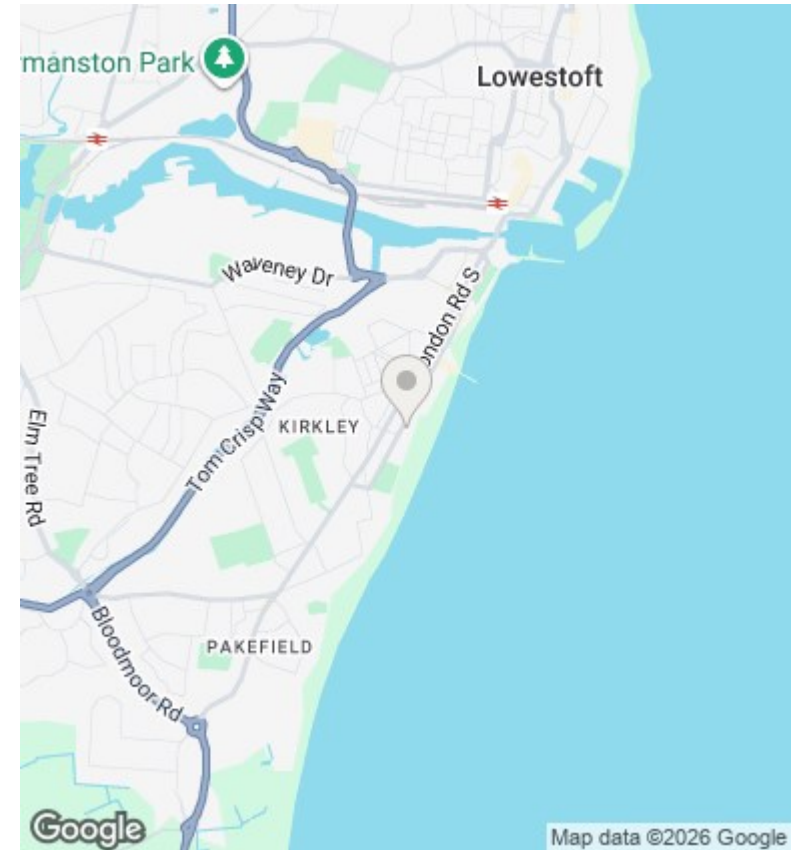 rmanston Park
Lowestoft
Waveney Dr
ondon Rd S
Tom Crisp Way
KIRKLEY
Elm Tree Rd
Bloodmoor Rd
PAKEFIELD
Google
Map data ©2026 Google